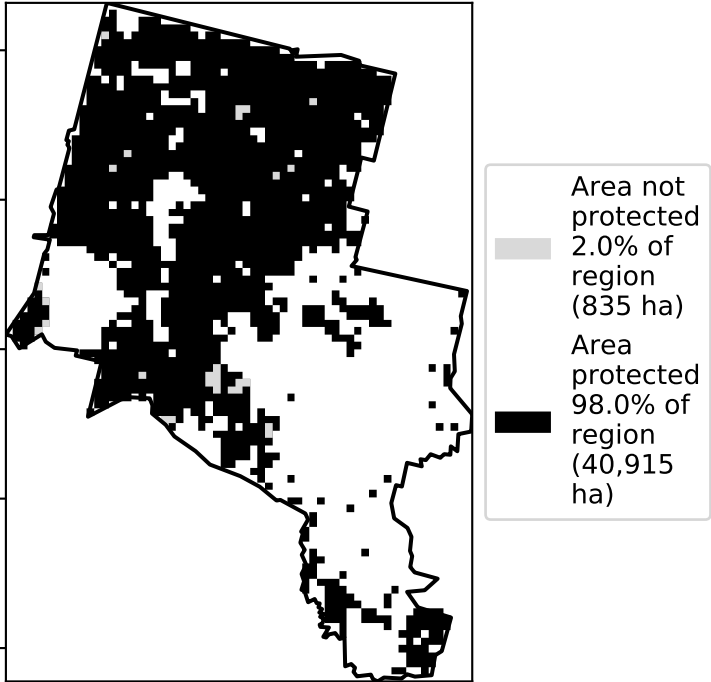 Area not
protected
2.0% of
region
(835 ha)
Area
protected
98.0% of
region
(40,915
ha)